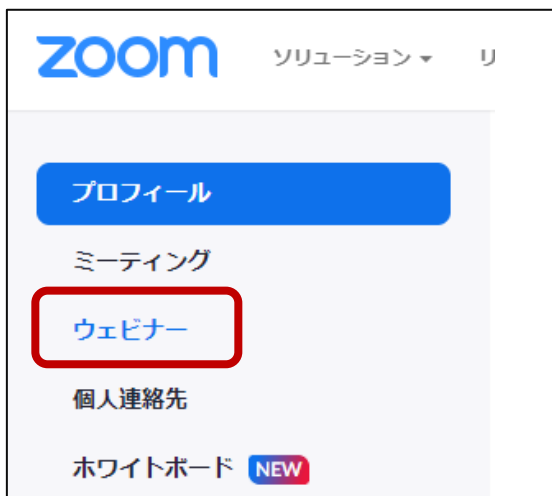 zoom ソリューション リ
プロフィール
ミーティング
ウェビナー
個人連絡先
ホワイトボード NEW